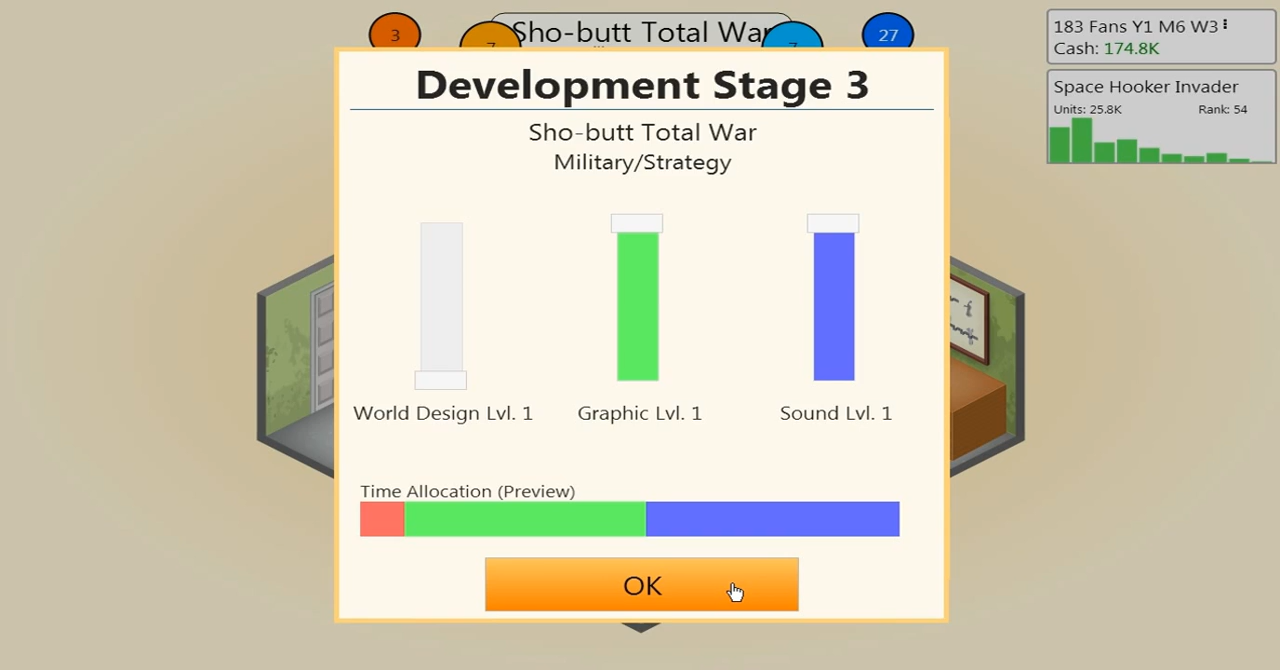 3
7
Sho-butt Total War
7
27
183 Fans Y1 M6 W3
Cash: 174.8K
Space Hooker Invader
Units: 25.8K Rank: 54
Development Stage 3
Sho-butt Total War
Military/Strategy
World Design Lvl. 1
Graphic Lvl. 1
Sound Lvl. 1
Time Allocation (Preview)
OK